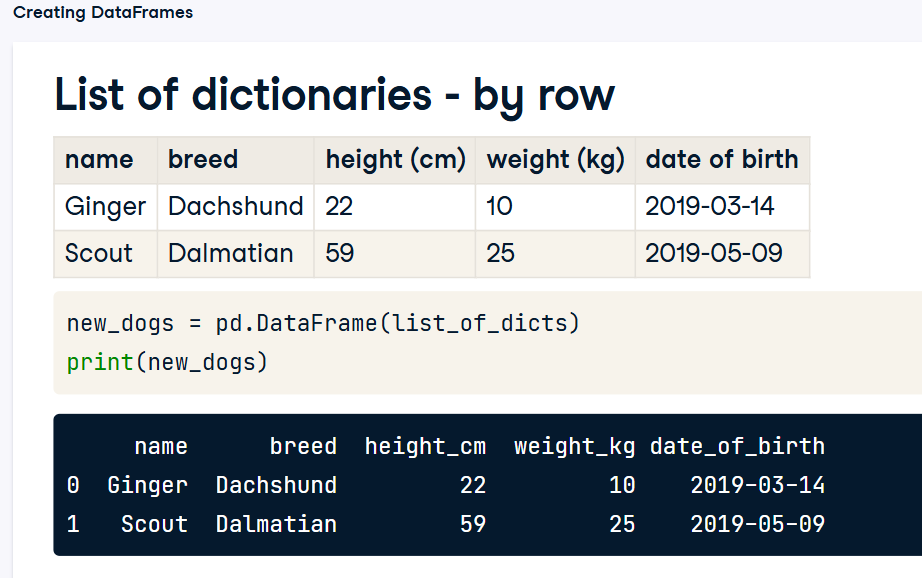 Creating DataFrames
List of dictionaries - by row
name breed height (cm) weight (kg) date of birth
Ginger Dachshund 22 10 2019-03-14
Scout Dalmatian 59 25 2019-05-09
new_dogs = pd.DataFrame(list_of_dicts)
print(new_dogs)
name breed height_cm weight_kg date_of_birth
0 Ginger Dachshund 22 10 2019-03-14
1 Scout Dalmatian 59 25 2019-05-09